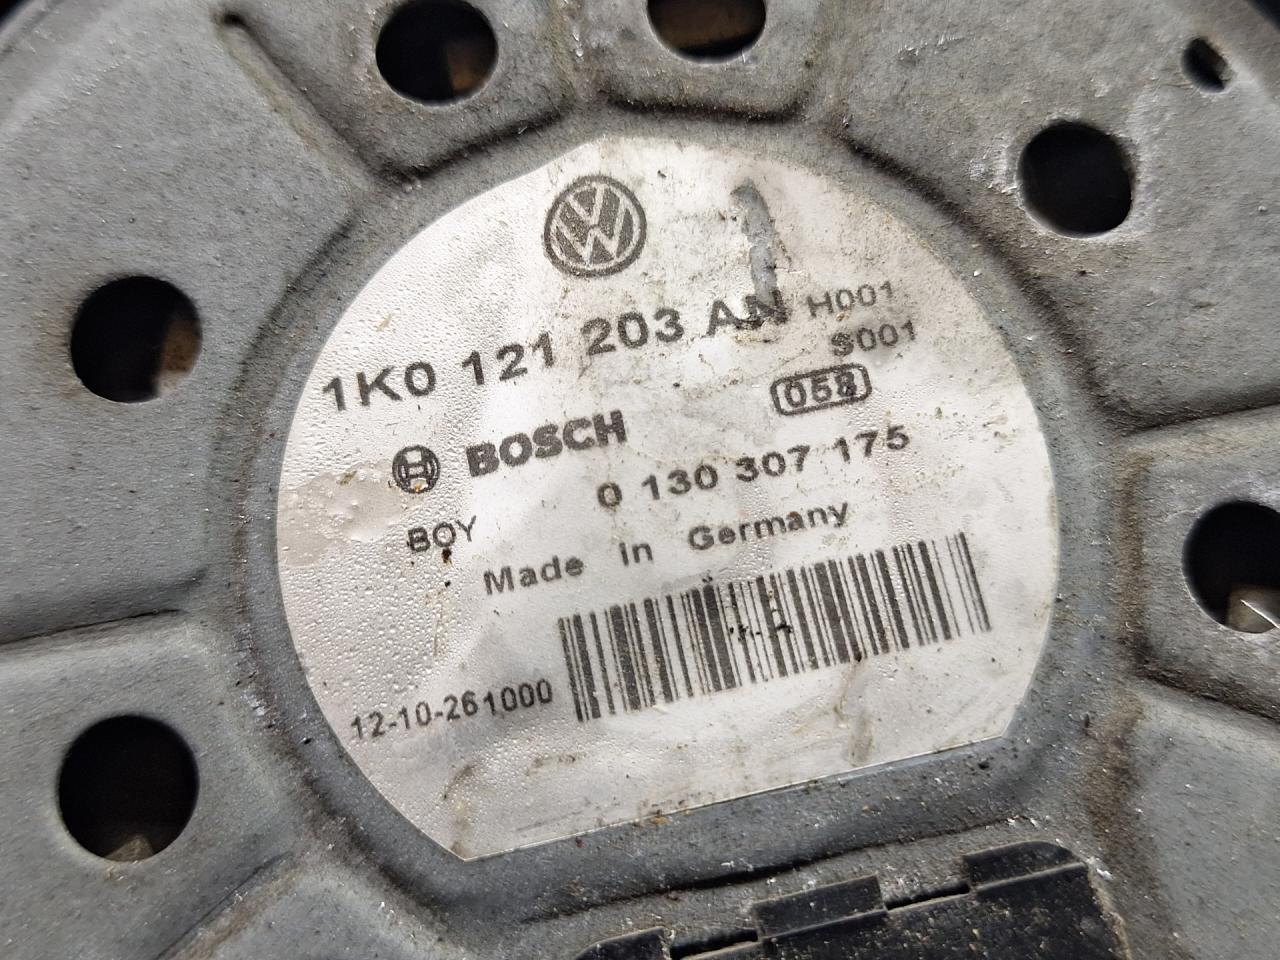 VW
1K0 121 203 AN H001
S001
058
BOSCH
0 130 307 175
BOY
Made in Germany
12-10-261000